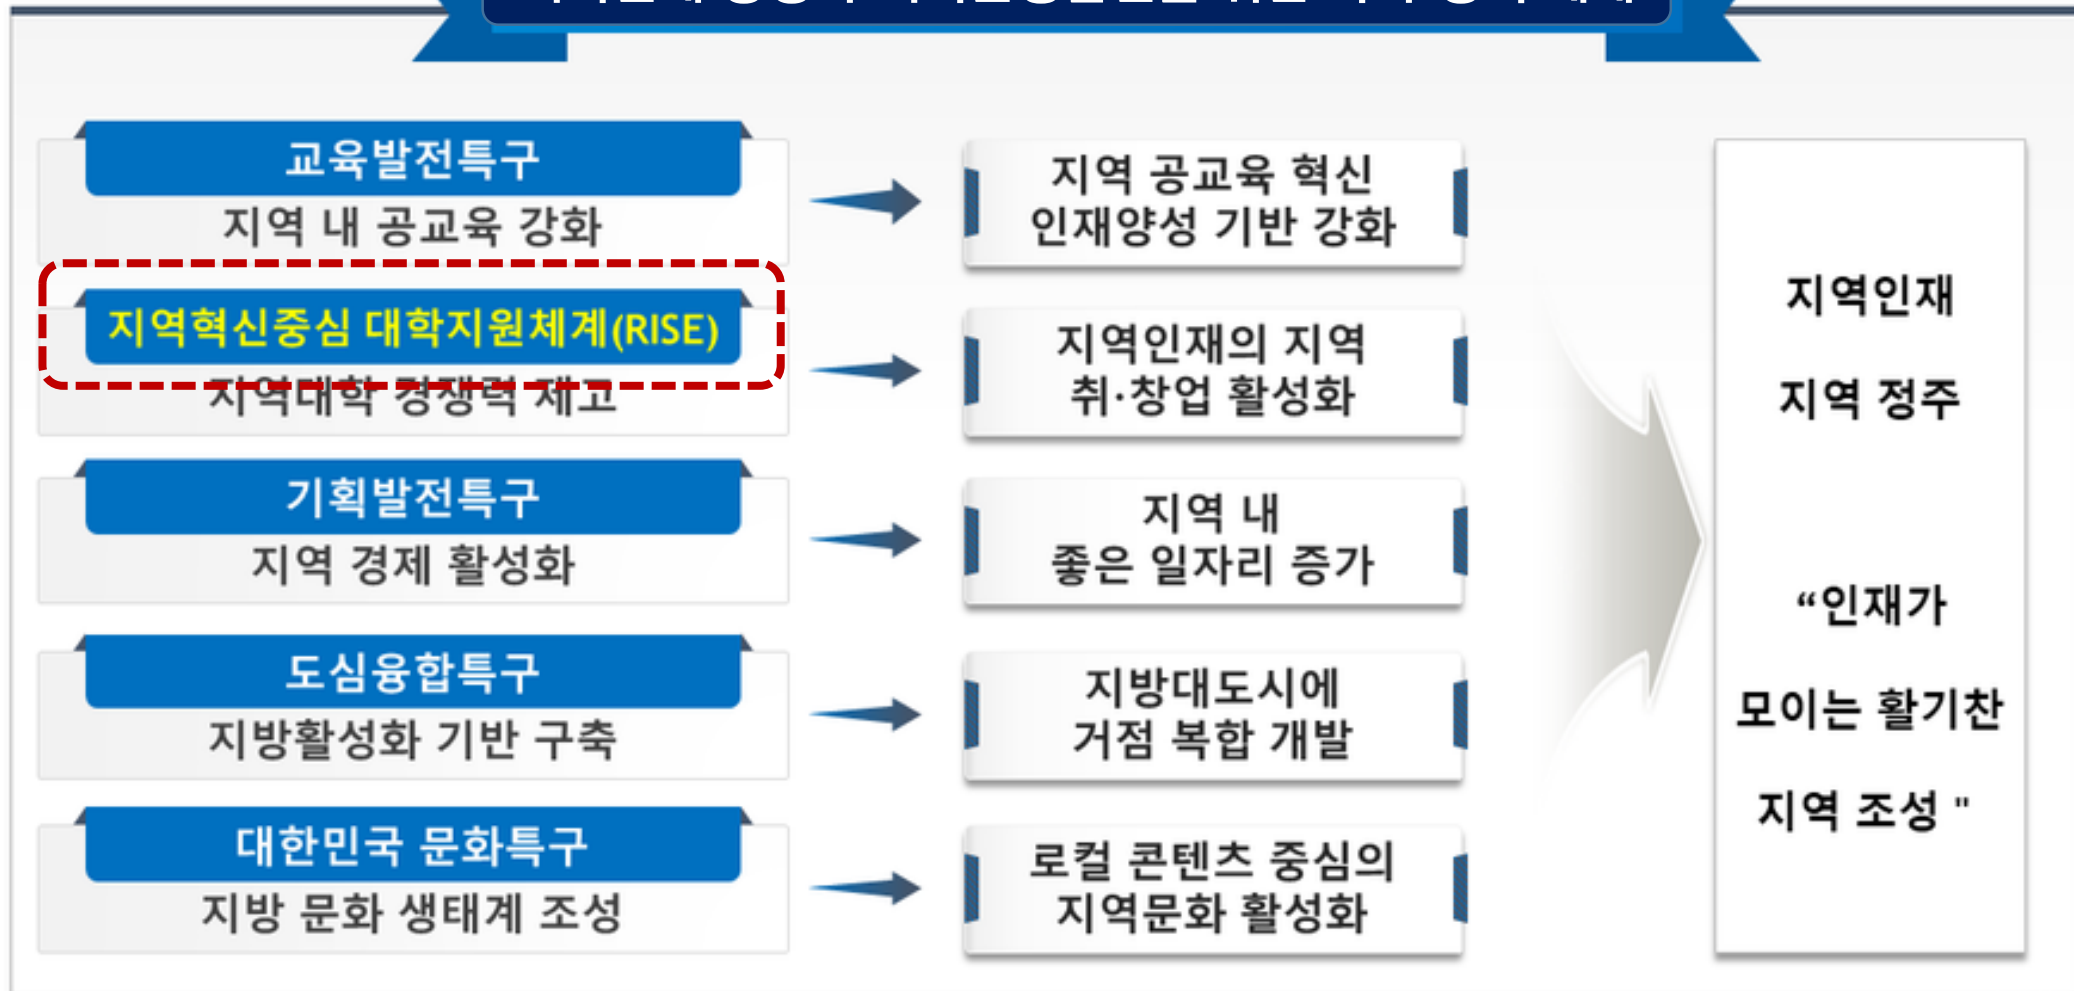 교육발전특구
지역 내 공교육 강화
지역 공교육 혁신
인재양성 기반 강화
지역혁신중심 대학지원체계(RISE)
지역대학 경쟁력 제고
지역인재의 지역
취·창업 활성화
기획발전특구
지역 경제 활성화
지역 내
좋은 일자리 증가
도심융합특구
지방활성화 기반 구축
지방대도시에
거점 복합 개발
대한민국 문화특구
지방 문화 생태계 조성
로컬 콘텐츠 중심의
지역문화 활성화
지역인재
지역 정주
“인재가
모이는 활기찬
지역 조성 "